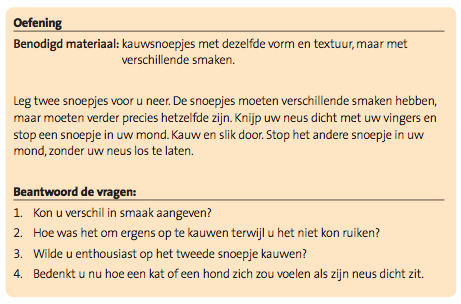 Oefening
Benodigd materiaal: kauwsnoepjes met dezelfde vorm en textuur, maar met
verschillende smaken.
Leg twee snoepjes voor u neer. De snoepjes moeten verschillende smaken hebben,
maar moeten verder precies hetzelfde zijn. Knijp uw neus dicht met uw vingers en
stop een snoepje in uw mond. Kauw en slik door. Stop het andere snoepje in uw
mond, zonder uw neus los te laten.
Beantwoord de vragen:
1. Kon u verschil in smaak aangeven?
2. Hoe was het om ergens op te kauwen terwijl u het niet kon ruiken?
3. Wilde u enthousiast op het tweede snoepje kauwen?
4. Bedenkt u nu hoe een kat of een hond zich zou voelen als zijn neus dicht zit.